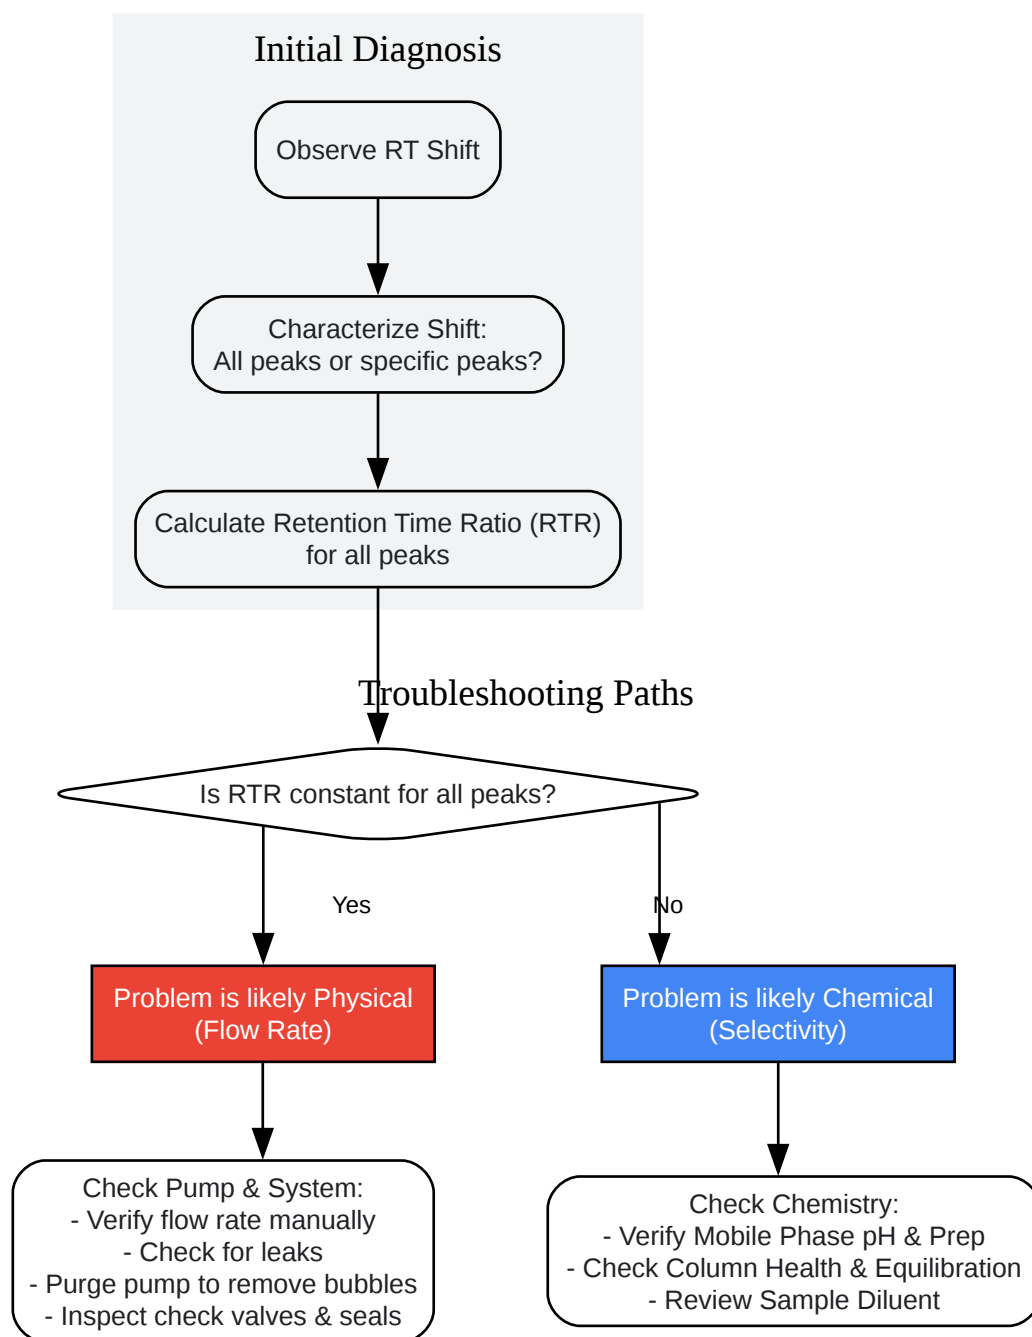 Initial Diagnosis
Observe RT Shift
Characterize Shift:
All peaks or specific peaks?
Calculate Retention Time Ratio (RTR)
for all peaks
Troubleshooting Paths
Is RTR constant for all peaks?
Yes
No
Problem is likely Physical
(Flow Rate)
Problem is likely Chemical
(Selectivity)
Check Pump & System:
- Verify flow rate manually
- Check for leaks
- Purge pump to remove bubbles
- Inspect check valves & seals
Check Chemistry:
- Verify Mobile Phase pH & Prep
- Check Column Health & Equilibration
- Review Sample Diluent